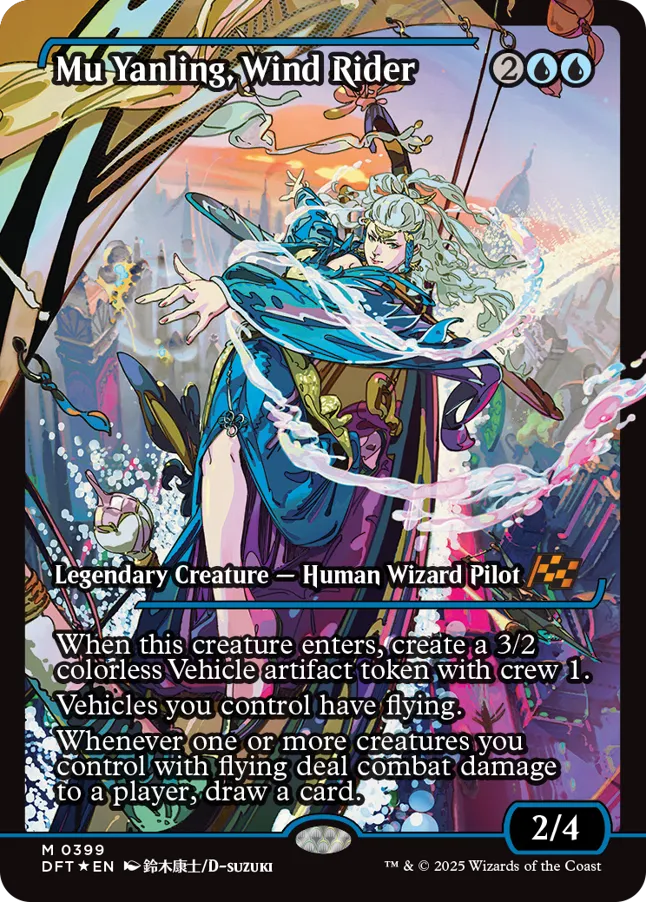 Mu Yanling, Wind Rider 2
Legendary Creature — Human Wizard Pilot
When this creature enters, create a 3/2
colorless Vehicle artifact token with crew 1.
Vehicles you control have flying.
Whenever one or more creatures you
control with flying deal combat damage
to a player, draw a card.
2/4
M 0399
DFT★EN 鈴木康士/D-SUZUKI
™ & © 2025 Wizards of the Coast